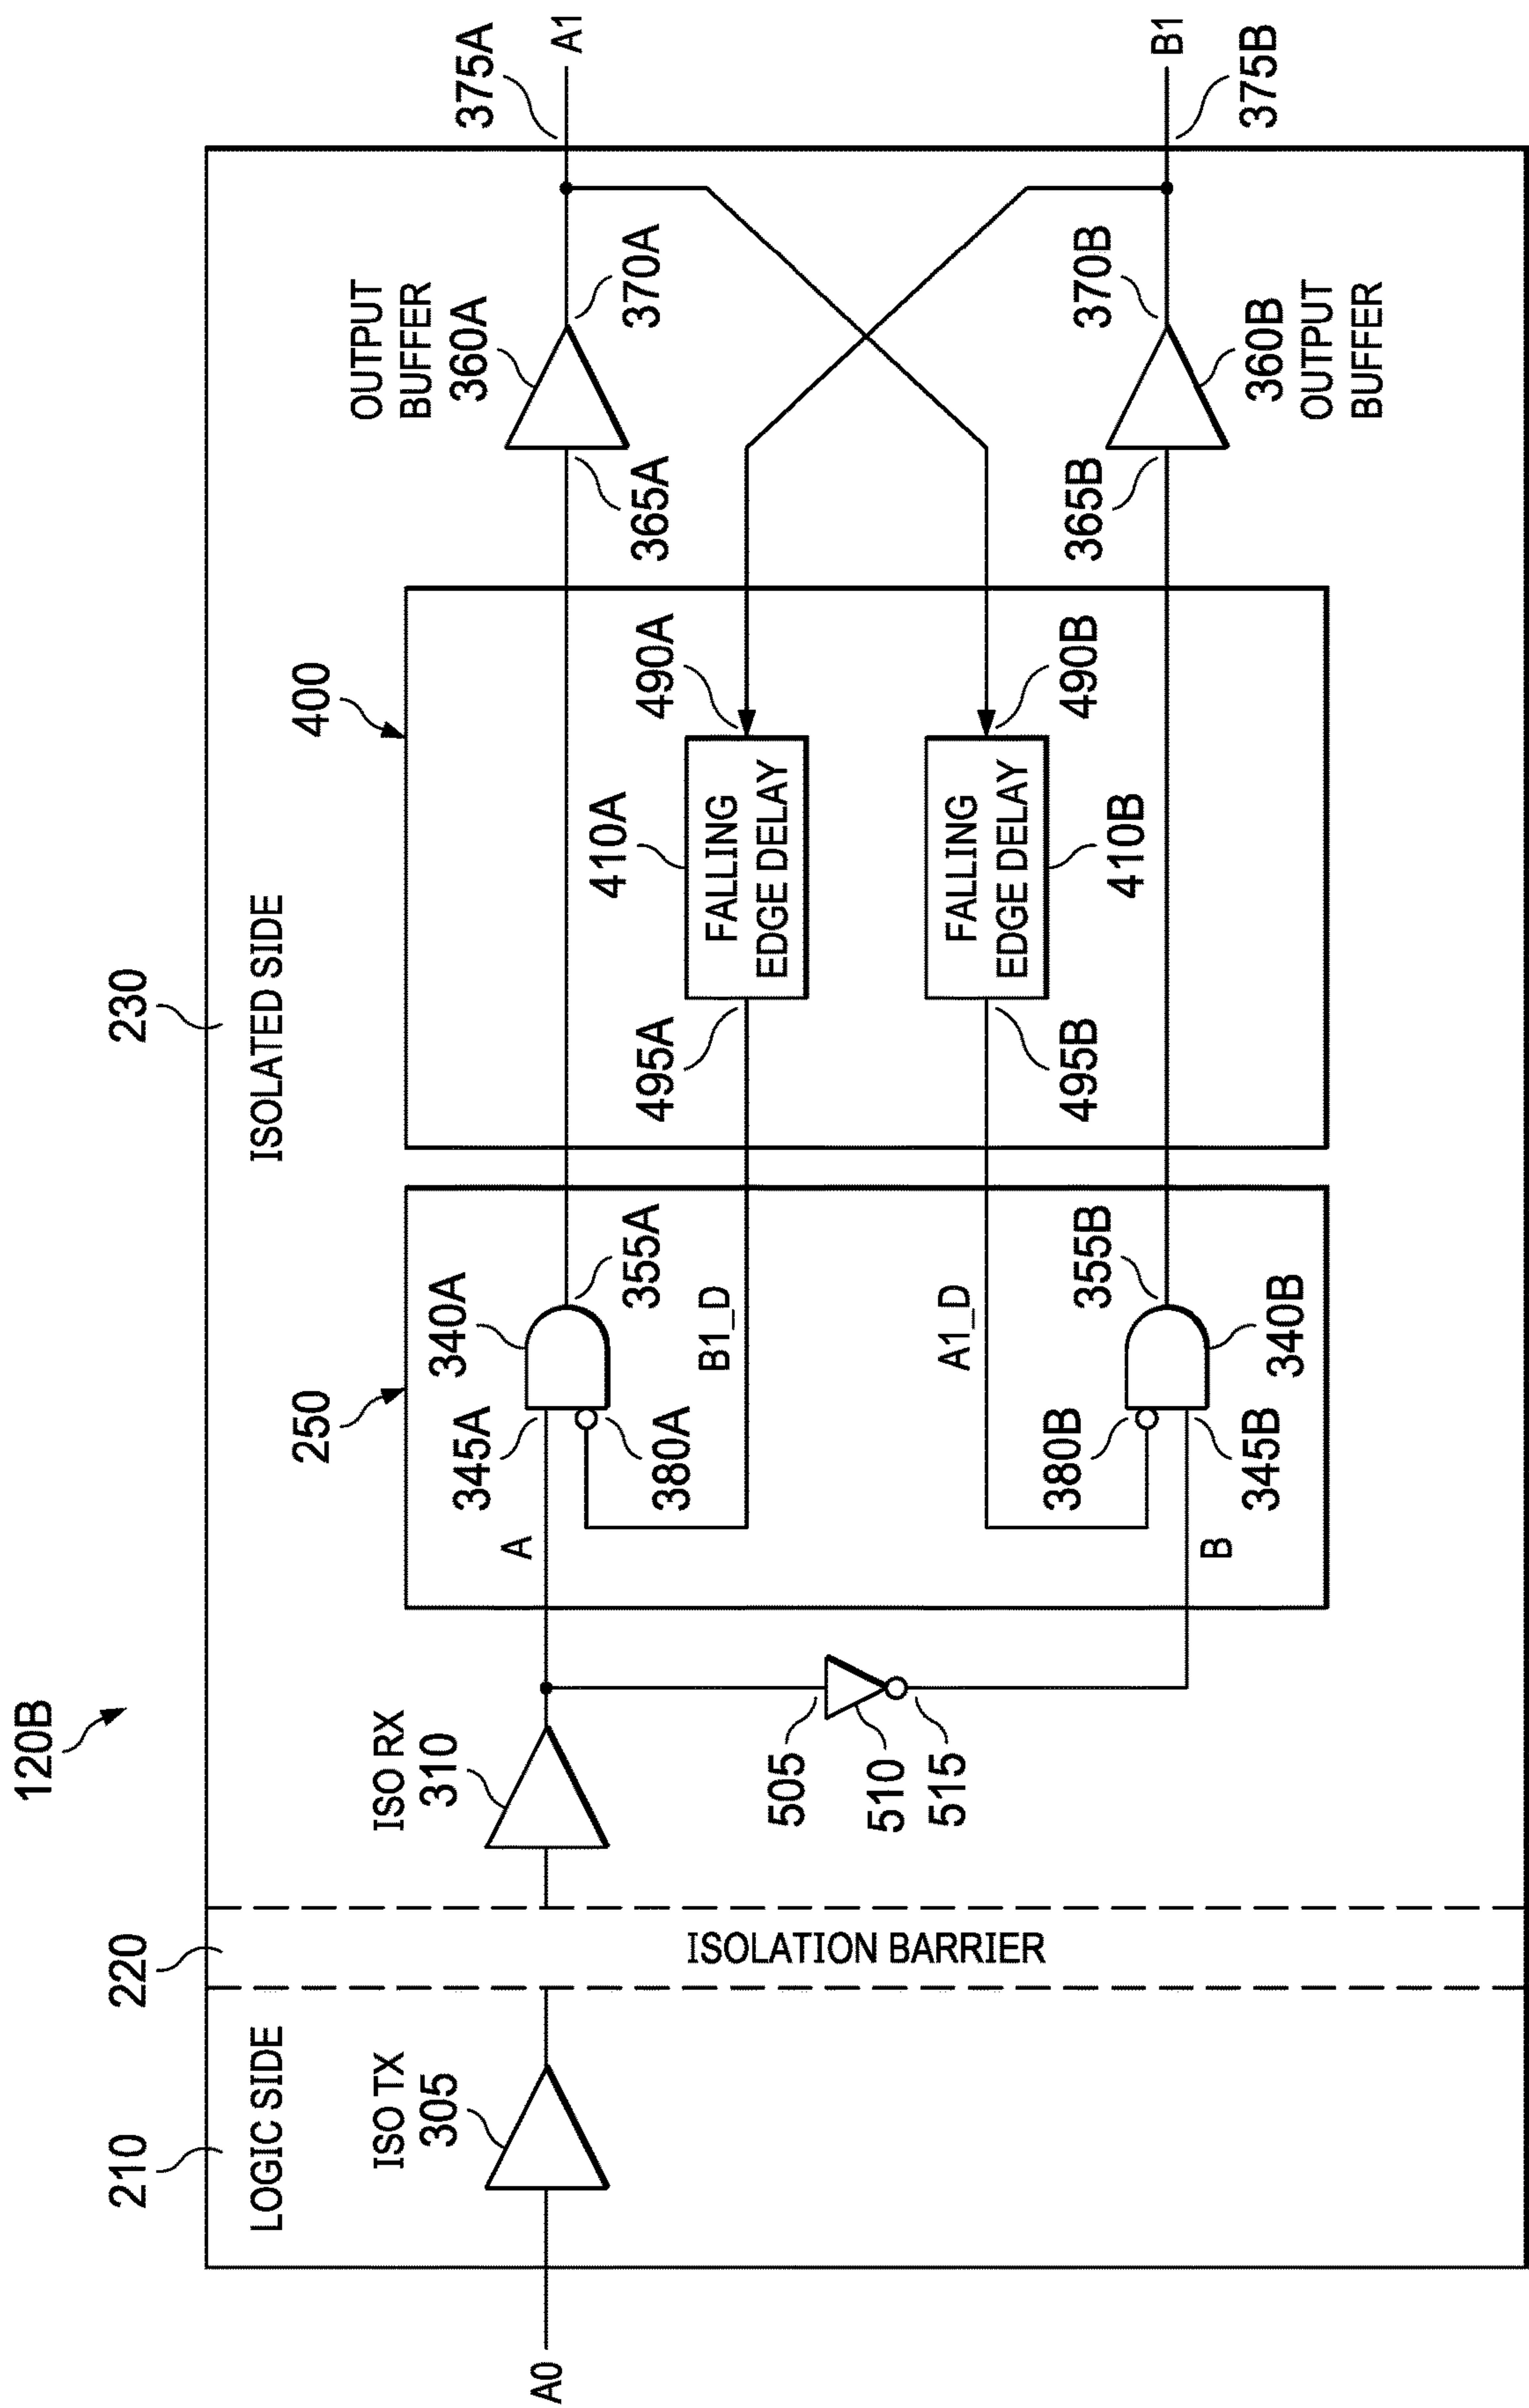 120B
210
220
230
LOGIC SIDE
ISOLATED SIDE
ISOLATION BARRIER
A0
ISO TX
305
ISO RX
310
505
510
515
250
A
345A
340A
355A
380A
B1_D
A1_D
380B
355B
345B
340B
B
400
410A
FALLING
EDGE DELAY
495A
490A
FALLING
EDGE DELAY
410B
495B
490B
OUTPUT
BUFFER
360A
365A
370A
375A
A1
365B
370B
360B
OUTPUT
BUFFER
375B
B1